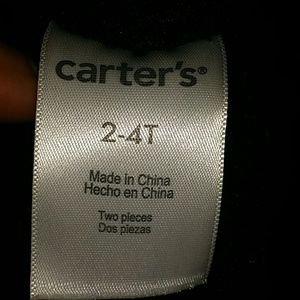 carter's®
2-4T
Made in China
Hecho en China
Two pieces
Dos piezas